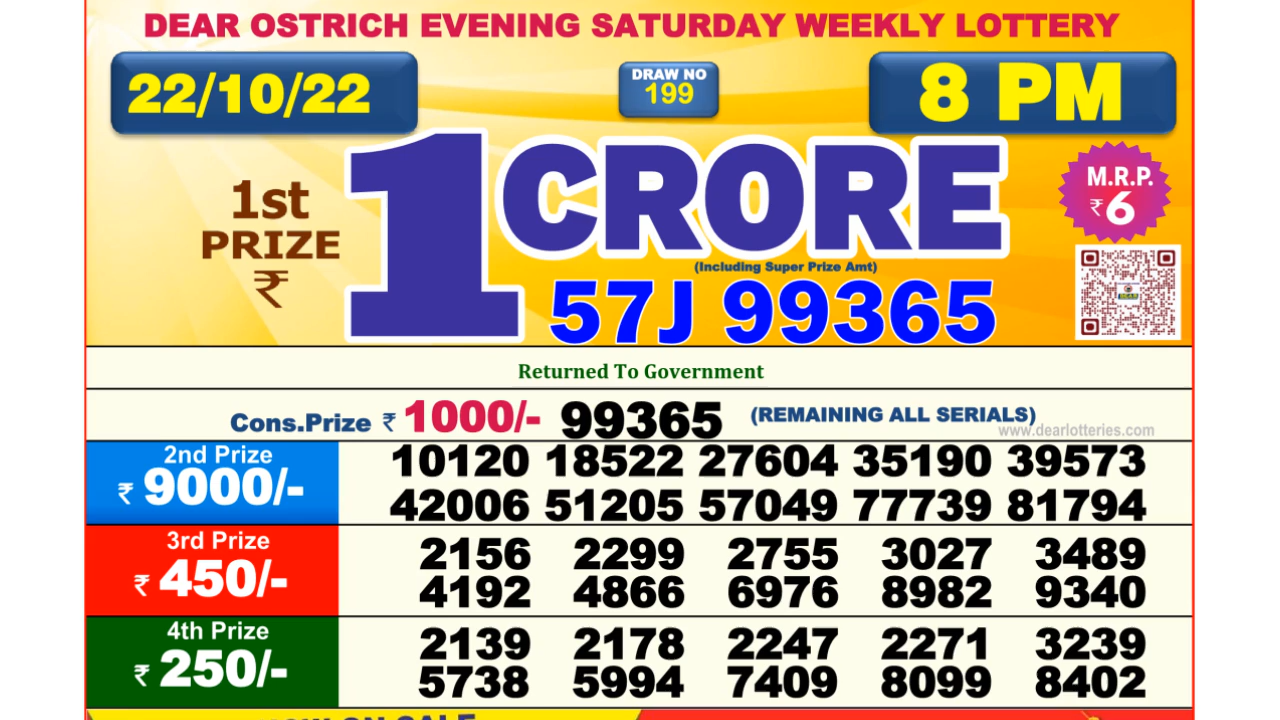 DEAR OSTRICH EVENING SATURDAY WEEKLY LOTTERY
22/10/22
DRAW NO
199
8 PM
1st
PRIZE
₹
1 CRORE
(Including Super Prize Amt)
57J 99365
M.R.P.
₹ 6
Returned To Government
Cons.Prize ₹ 1000/- 99365 (REMAINING ALL SERIALS)
www.dearlotteries.com
2nd Prize
₹ 9000/-
10120 18522 27604 35190 39573
42006 51205 57049 77739 81794
3rd Prize
₹ 450/-
2156 2299 2755 3027 3489
4192 4866 6976 8982 9340
4th Prize
₹ 250/-
2139 2178 2247 2271 3239
5738 5994 7409 8099 8402